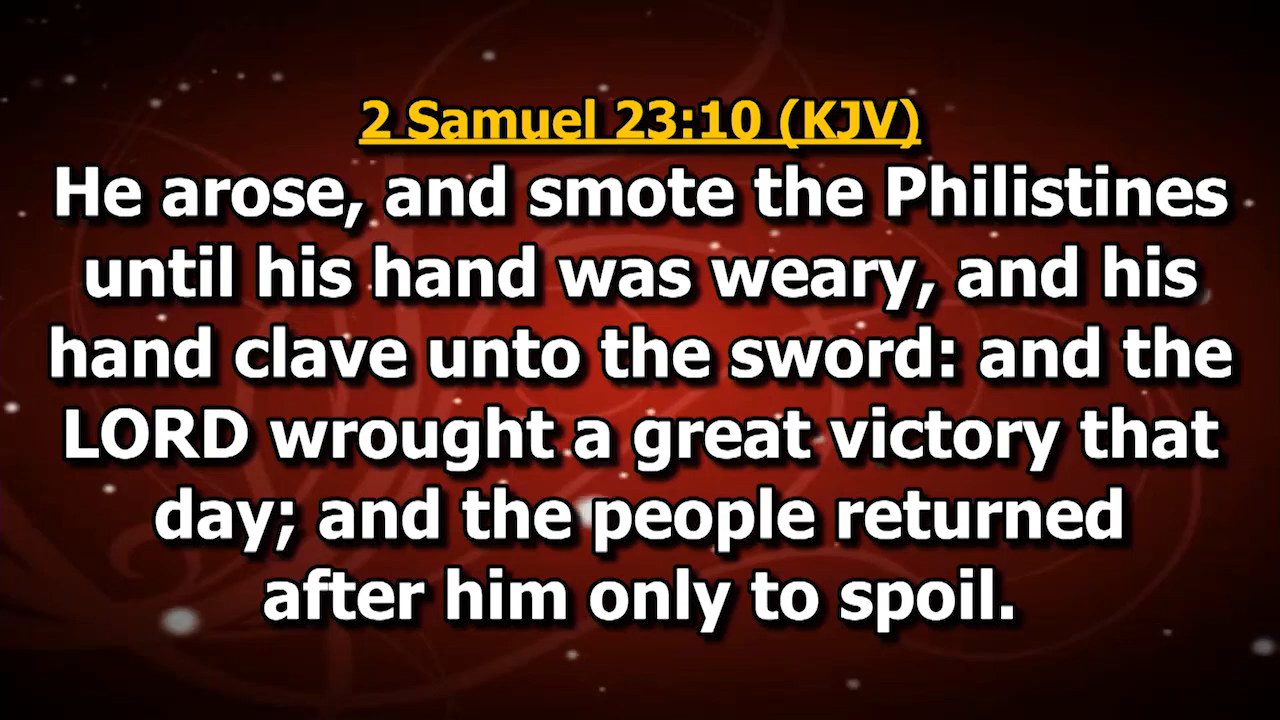 2 Samuel 23:10 (KJV)
He arose, and smote the Philistines
until his hand was weary, and his
hand clave unto the sword: and the
LORD wrought a great victory that
day; and the people returned
after him only to spoil.